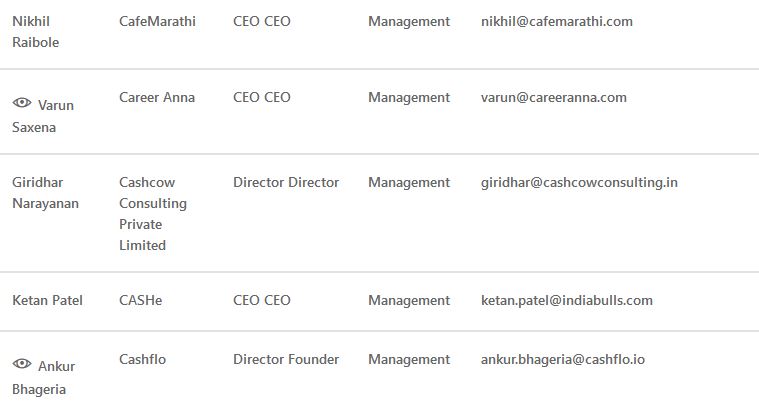 Nikhil CafeMarathi CEO CEO Management nikhil@cafemarathi.com
Raibole
Varun Career Anna CEO CEO Management varun@careeranna.com
Saxena
Giridhar Cashcow Director Director Management giridhar@cashcowconsulting.in
Narayanan Consulting
Private
Limited
Ketan Patel CASHe CEO CEO Management ketan.patel@indiabulls.com
Ankur Cashflo Director Founder Management ankur.bhageria@cashflo.io
Bhageria